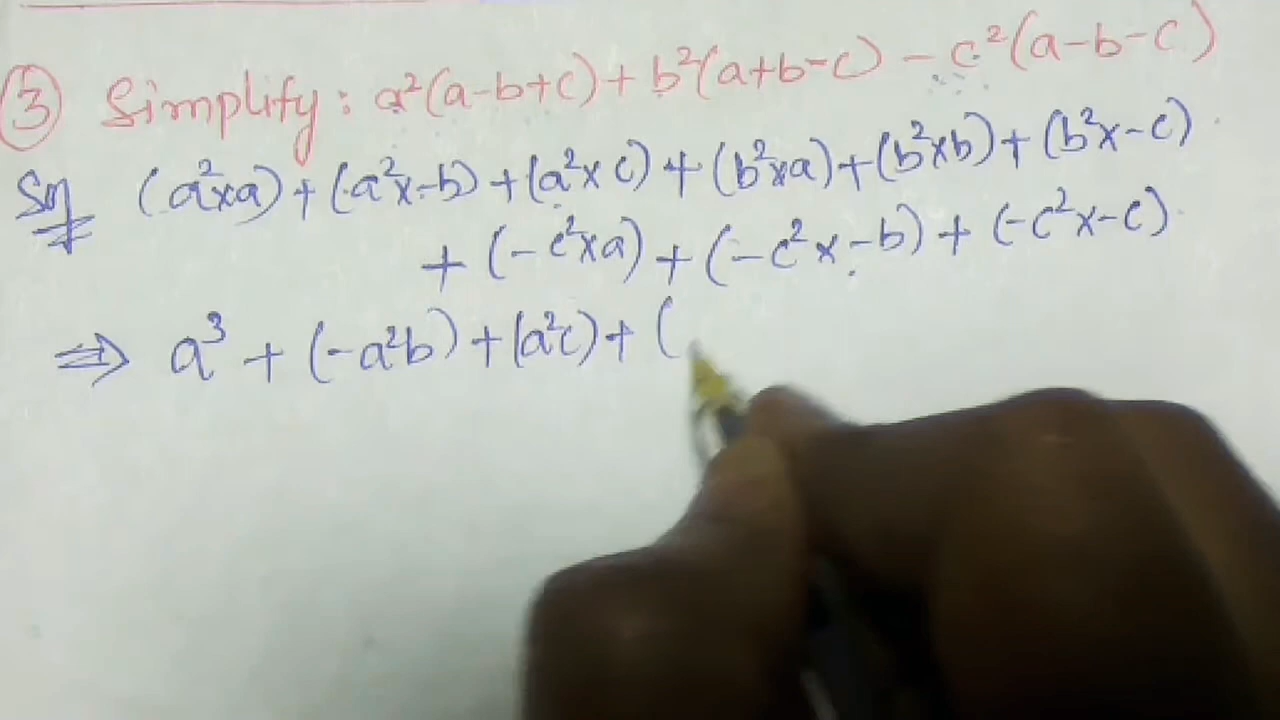 ③ Simplify: a²(a-b+c)+b²(a+b-c)-c²(a-b-c)
Sol (a²×a)+(a²×-b)+(a²×c)+(b²×a)+(b²×b)+(b²×-c)
+(-c²×a)+(-c²×-b)+(-c²×-c)
⇒ a³+(-a²b)+(a²c)+(